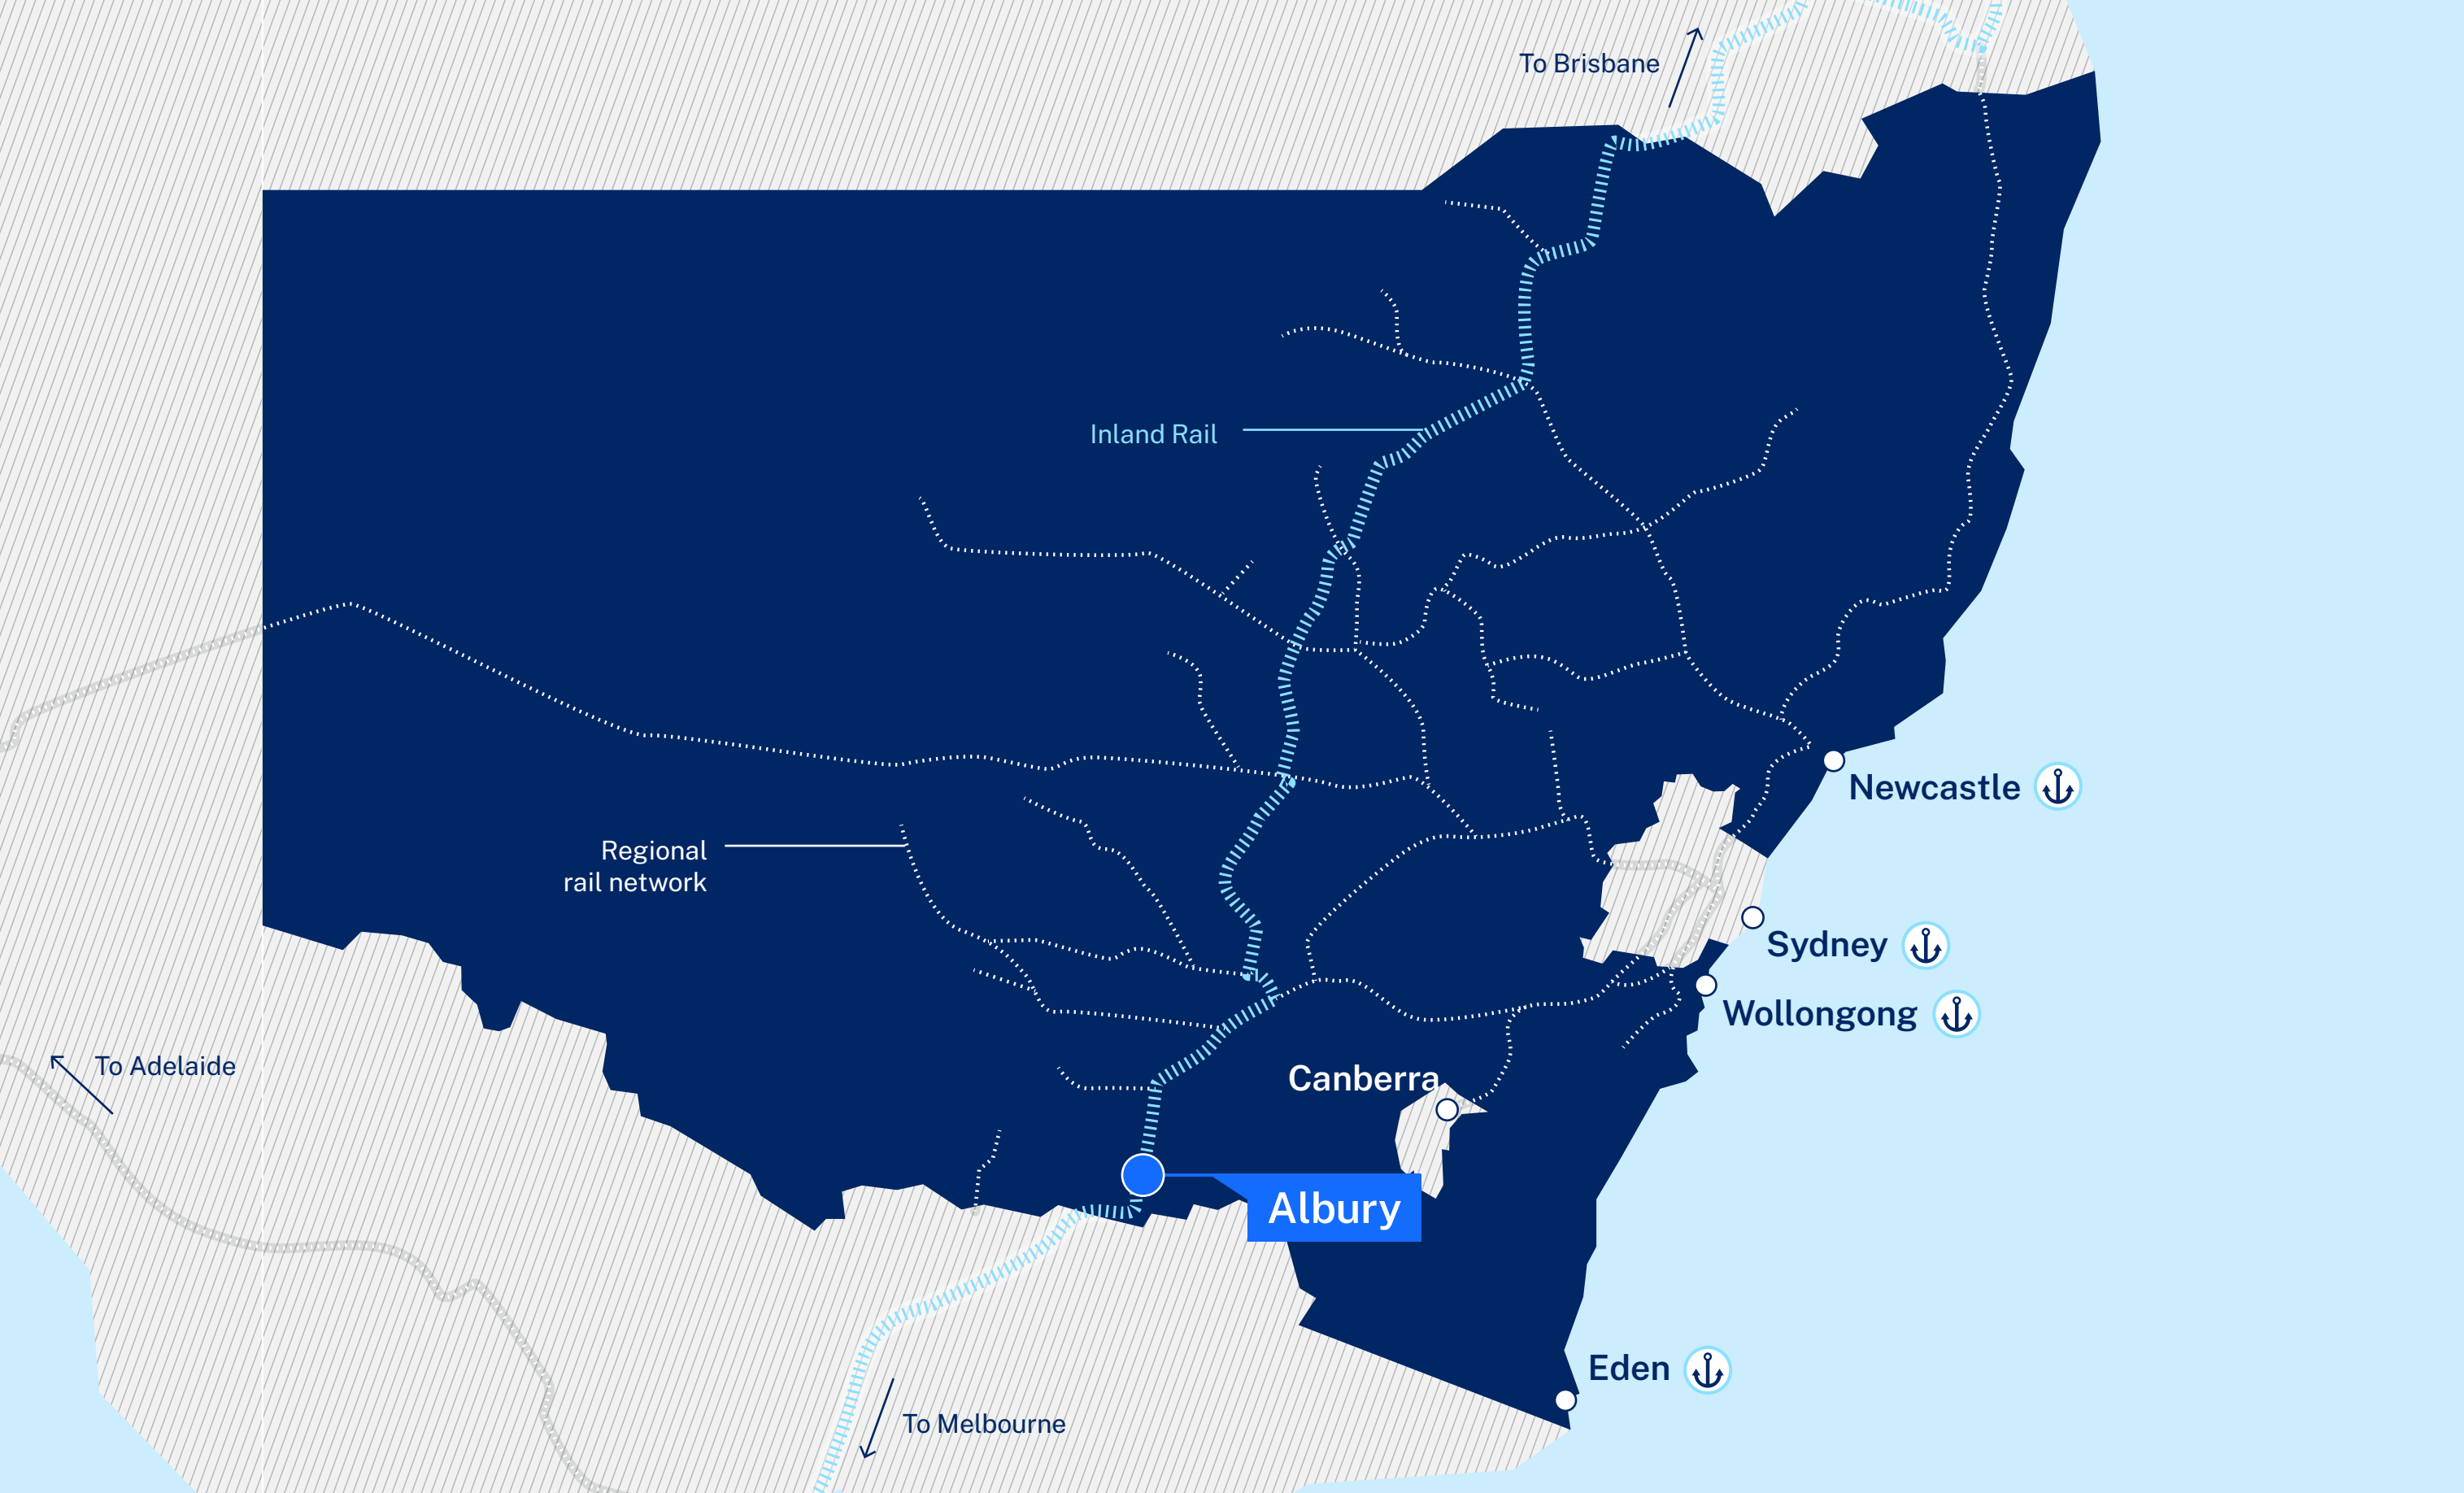 To Brisbane
Inland Rail
Newcastle
Regional
rail network
Sydney
Wollongong
To Adelaide
Canberra
Albury
Eden
To Melbourne